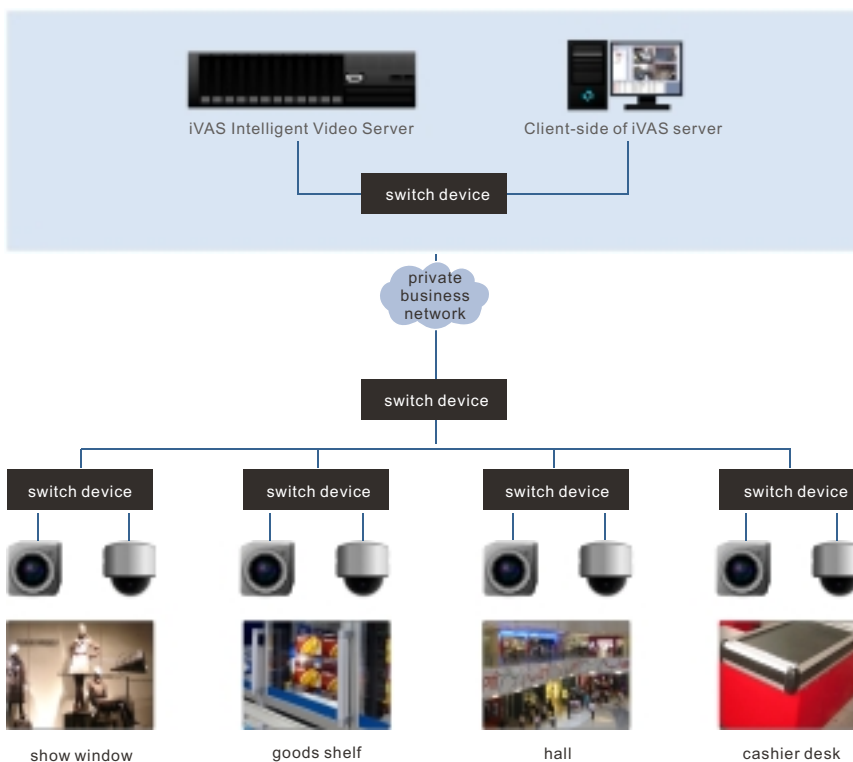 iVAS Intelligent Video Server
Client-side of iVAS server
switch device
private
business
network
switch device
switch device
switch device
switch device
switch device
show window
goods shelf
hall
cashier desk